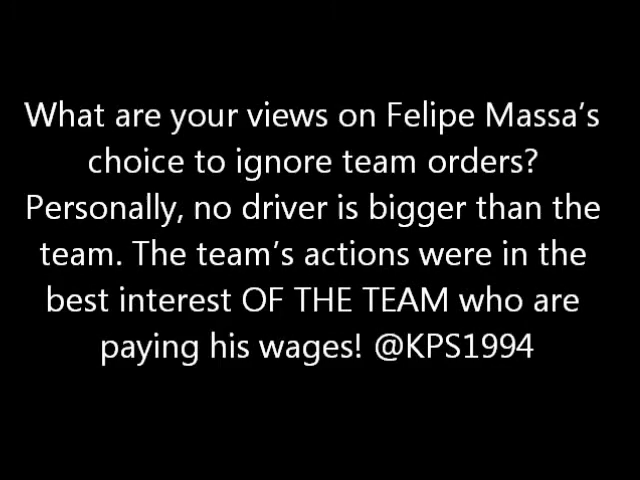 What are your views on Felipe Massa’s
choice to ignore team orders?
Personally, no driver is bigger than the
team. The team’s actions were in the
best interest OF THE TEAM who are
paying his wages! @KPS1994